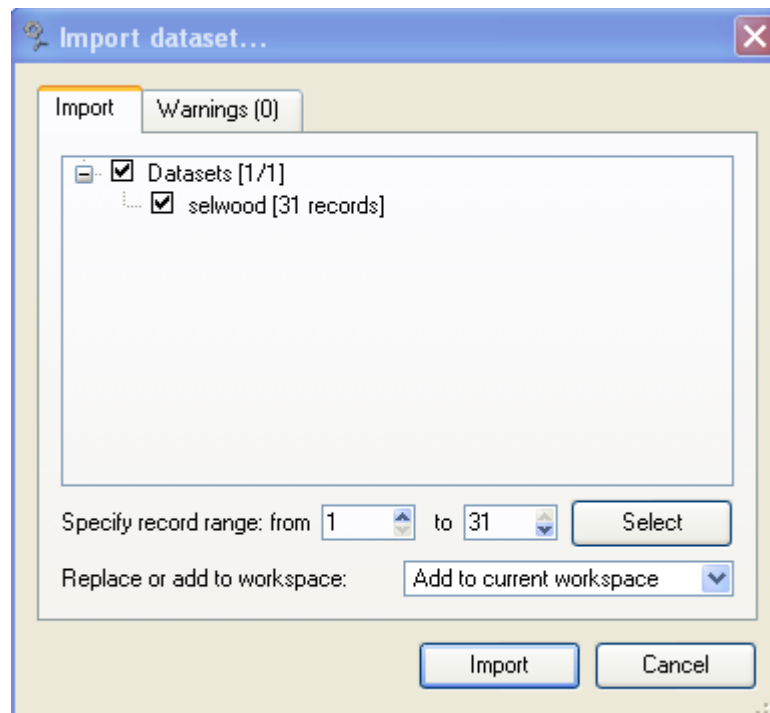 Import dataset...
Import Warnings (0)
Datasets [1/1]
selwood [31 records]
Specify record range: from 1 to 31 Select
Replace or add to workspace: Add to current workspace
Import Cancel